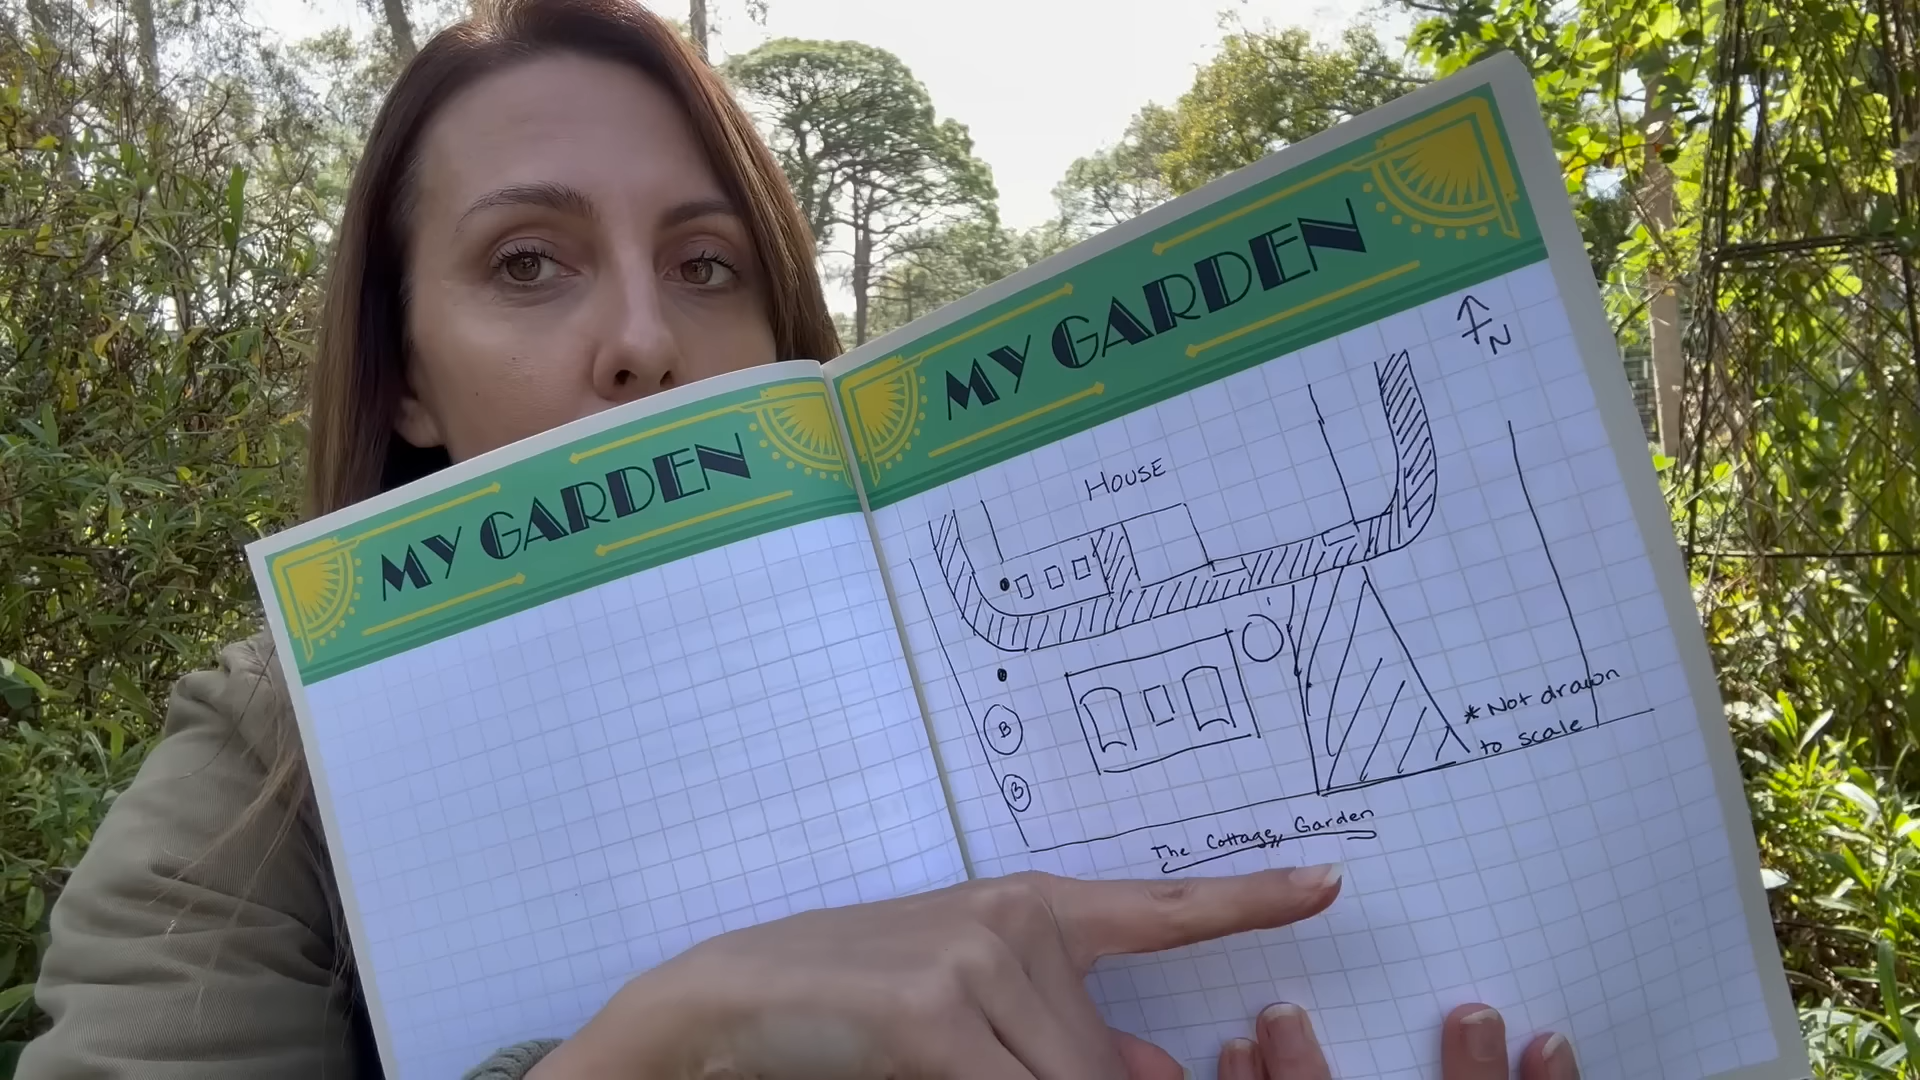 MY GARDEN
MY GARDEN
N
HOUSE
B
B
* Not drawn
to scale
The Cottage Garden